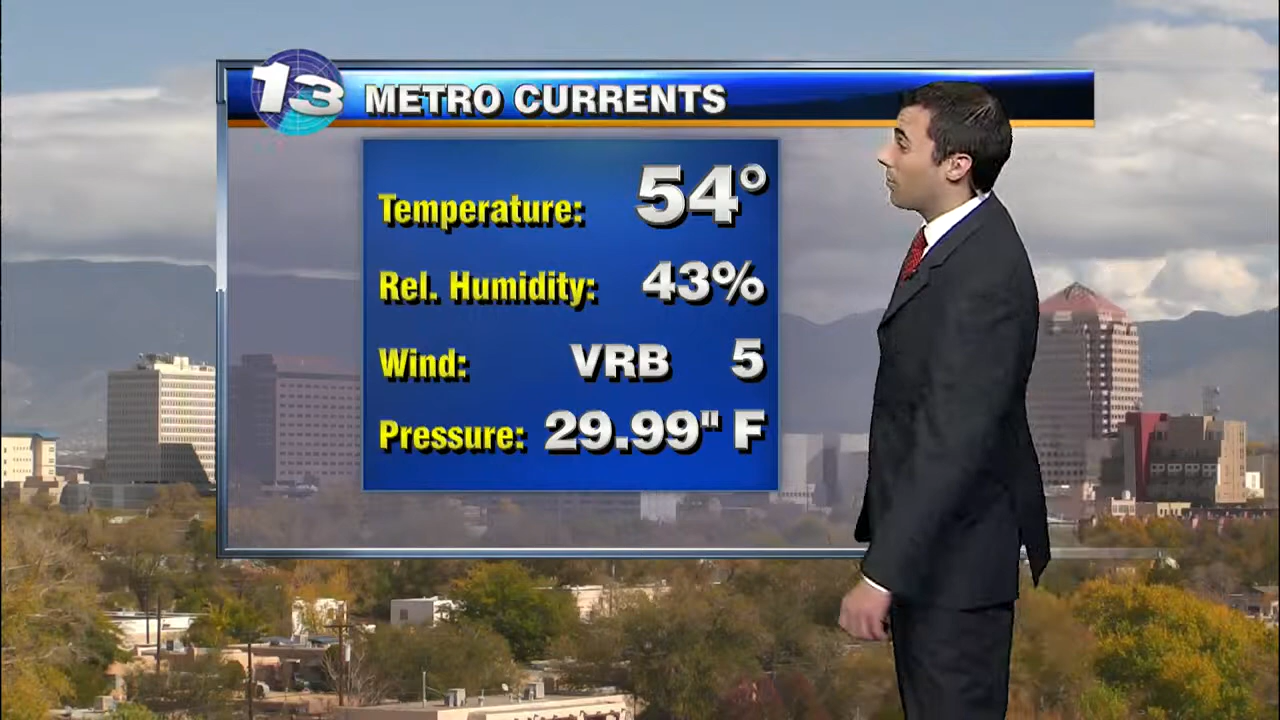 13 METRO CURRENTS
Temperature: 54°
Rel. Humidity: 43%
Wind: VRB 5
Pressure: 29.99" F